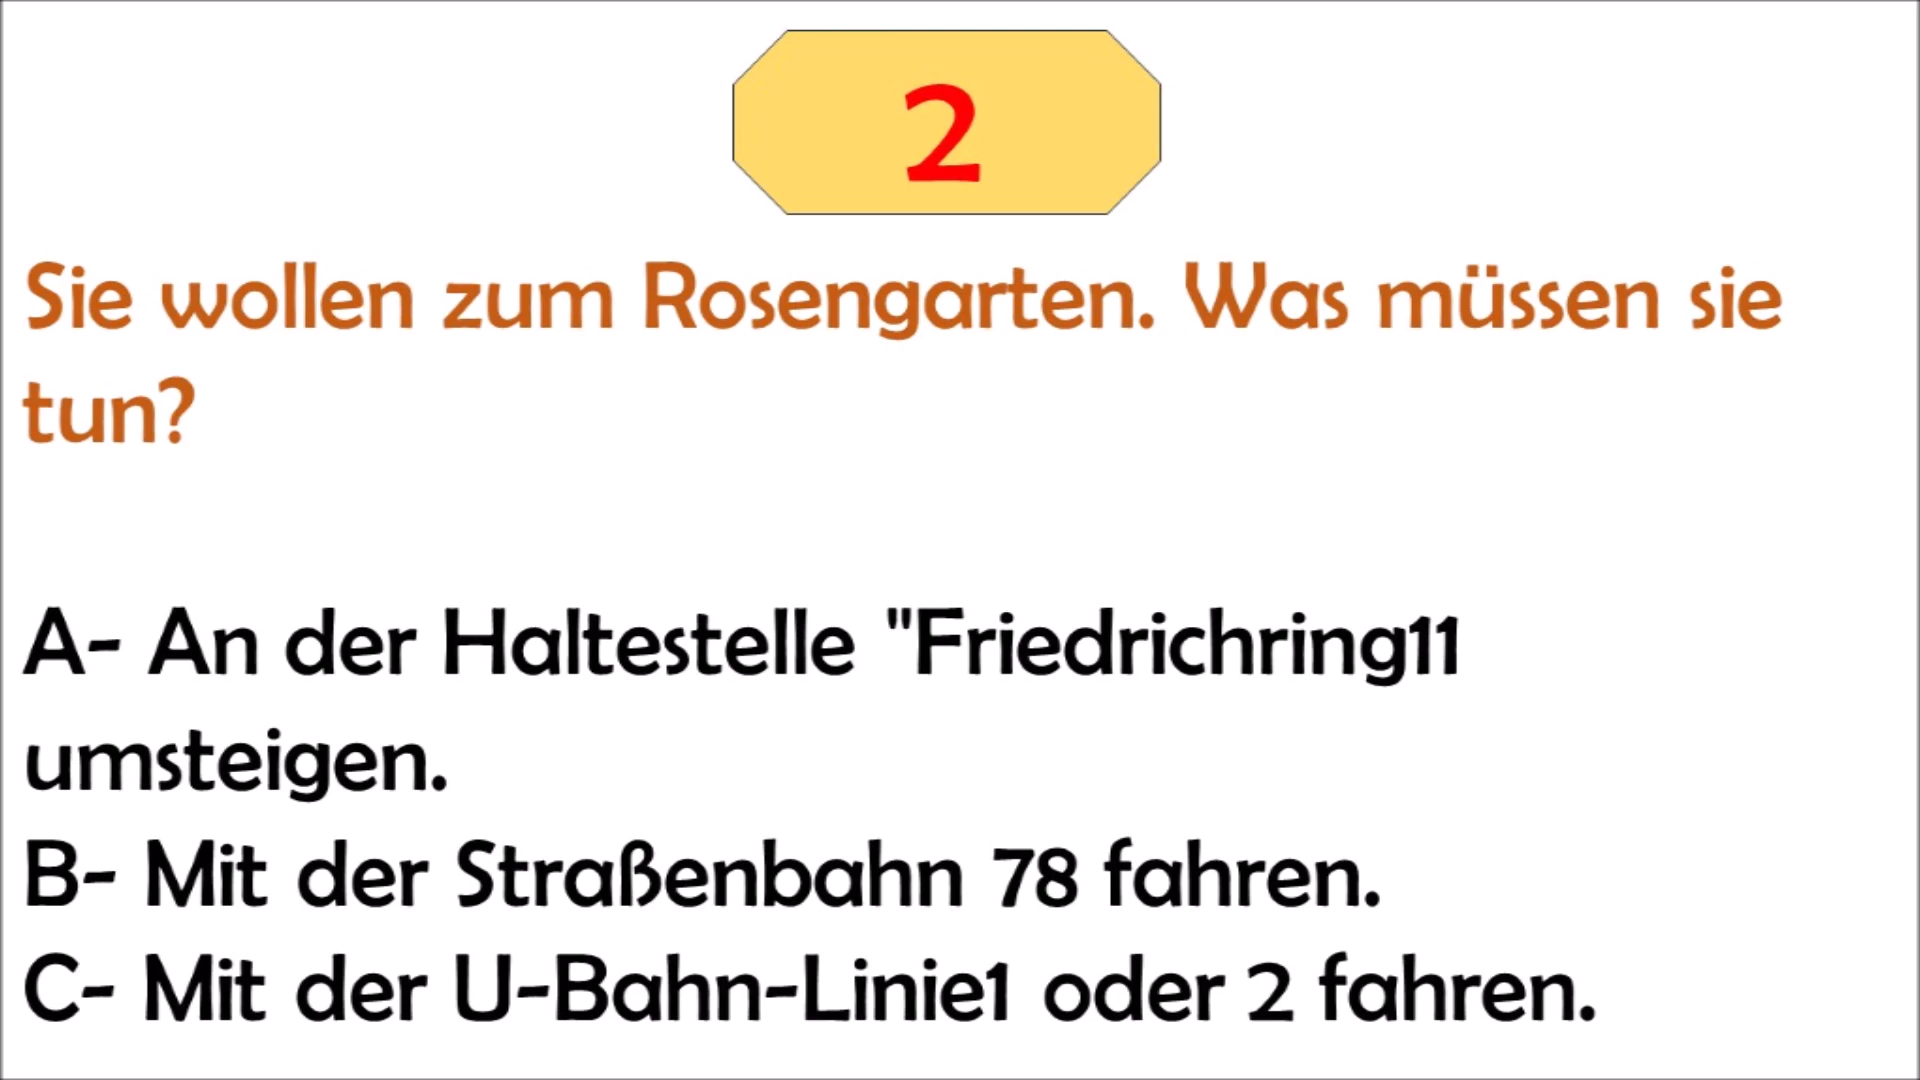 2
Sie wollen zum Rosengarten. Was müssen sie
tun?
A- An der Haltestelle "Friedrichring11
umsteigen.
B- Mit der Straßenbahn 78 fahren.
C- Mit der U-Bahn-Linie1 oder 2 fahren.